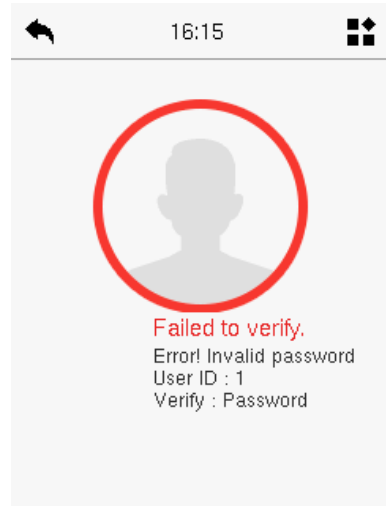 16:15
Failed to verify.
Error! Invalid password
User ID : 1
Verify : Password